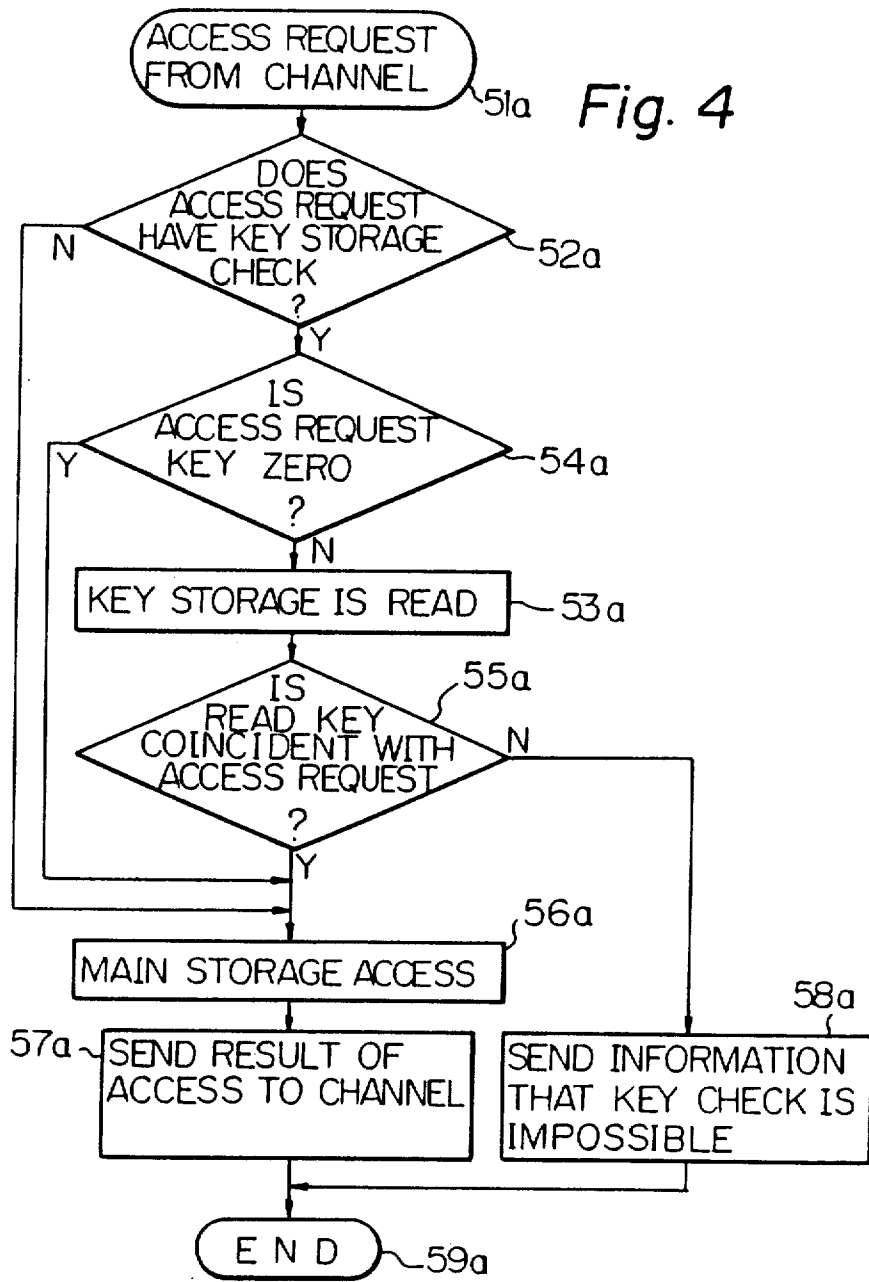 ACCESS REQUEST
FROM CHANNEL
51a
Fig. 4
DOES
ACCESS REQUEST
HAVE KEY STORAGE
CHECK
?
N
52a
Y
IS
ACCESS REQUEST
KEY ZERO
?
Y
54a
N
KEY STORAGE IS READ
53a
55a
IS
READ KEY
COINCIDENT WITH
ACCESS REQUEST
?
N
Y
56a
MAIN STORAGE ACCESS
57a
SEND RESULT OF
ACCESS TO CHANNEL
58a
SEND INFORMATION
THAT KEY CHECK IS
IMPOSSIBLE
END
59a